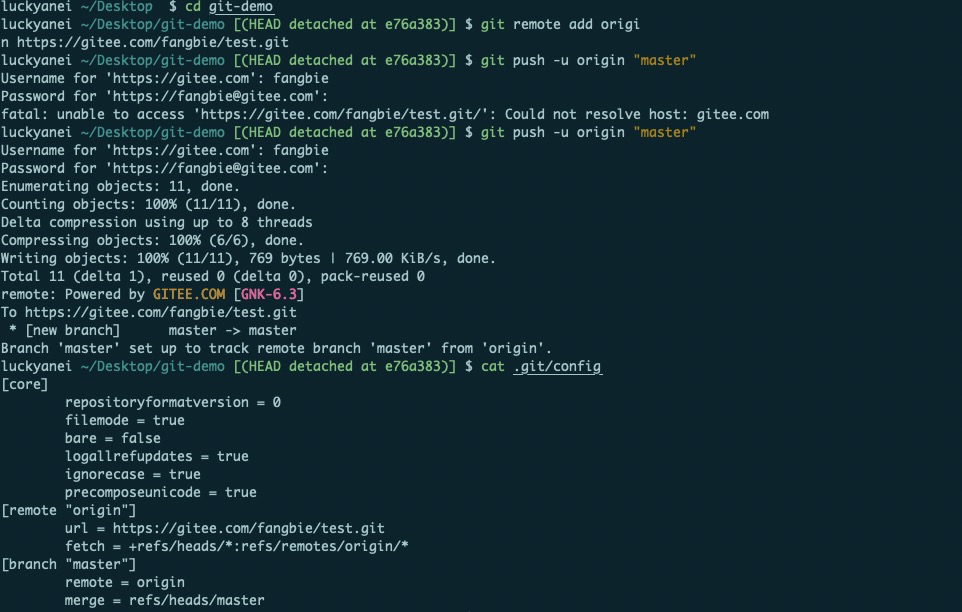 luckyanei ~/Desktop $ cd git-demo
luckyanei ~/Desktop/git-demo [(HEAD detached at e76a383)] $ git remote add origi
n https://gitee.com/fangbie/test.git
luckyanei ~/Desktop/git-demo [(HEAD detached at e76a383)] $ git push -u origin "master"
Username for 'https://gitee.com': fangbie
Password for 'https://fangbie@gitee.com':
fatal: unable to access 'https://gitee.com/fangbie/test.git/': Could not resolve host: gitee.com
luckyanei ~/Desktop/git-demo [(HEAD detached at e76a383)] $ git push -u origin "master"
Username for 'https://gitee.com': fangbie
Password for 'https://fangbie@gitee.com':
Enumerating objects: 11, done.
Counting objects: 100% (11/11), done.
Delta compression using up to 8 threads
Compressing objects: 100% (6/6), done.
Writing objects: 100% (11/11), 769 bytes | 769.00 KiB/s, done.
Total 11 (delta 1), reused 0 (delta 0), pack-reused 0
remote: Powered by GITEE.COM [GNK-6.3]
To https://gitee.com/fangbie/test.git
 * [new branch]      master -> master
Branch 'master' set up to track remote branch 'master' from 'origin'.
luckyanei ~/Desktop/git-demo [(HEAD detached at e76a383)] $ cat .git/config
[core]
        repositoryformatversion = 0
        filemode = true
        bare = false
        logallrefupdates = true
        ignorecase = true
        precomposeunicode = true
[remote "origin"]
        url = https://gitee.com/fangbie/test.git
        fetch = +refs/heads/*:refs/remotes/origin/*
[branch "master"]
        remote = origin
        merge = refs/heads/master